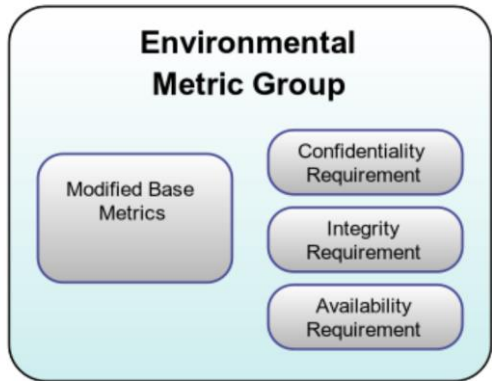 Environmental
Metric Group
Modified Base
Metrics
Confidentiality
Requirement
Integrity
Requirement
Availability
Requirement